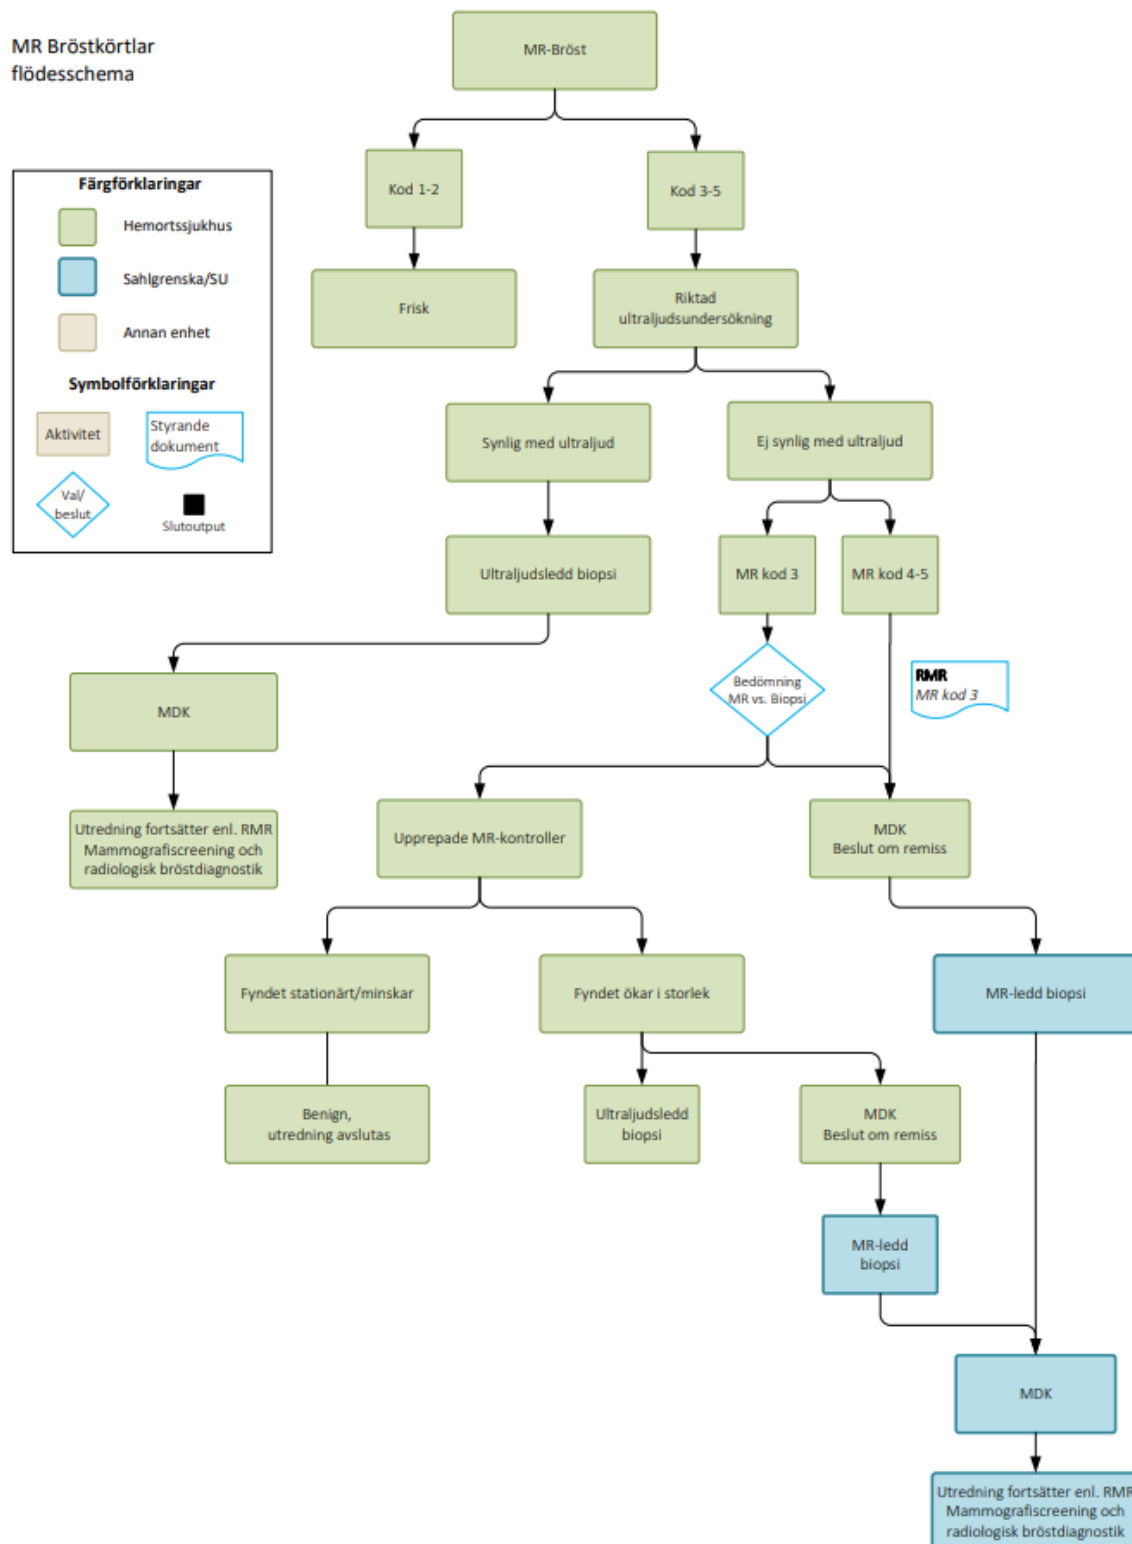 MR Bröstkörtlar
flödesschema
MR-Bröst
Kod 1-2
Kod 3-5
Färgförklaringar
Hemortssjukhus
Sahlgrenska/SU
Annan enhet
Symbolförklaringar
Aktivitet
Styrande
dokument
Val/
beslut
Slutoutput
Frisk
Riktad
ultraljudsundersökning
Synlig med ultraljud
Ej synlig med ultraljud
Ultraljudsledd biopsi
MR kod 3
MR kod 4-5
MDK
Bedömning
MR vs. Biopsi
RMR
MR kod 3
Utredning fortsätter enl. RMR
Mammografiscreening och
radiologisk bröstdiagnostik
Upprepade MR-kontroller
MDK
Beslut om remiss
Fyndet stationärt/minskar
Fyndet ökar i storlek
MR-ledd biopsi
Benign,
utredning avslutas
Ultraljudsledd
biopsi
MDK
Beslut om remiss
MR-ledd
biopsi
MDK
Utredning fortsätter enl. RMR
Mammografiscreening och
radiologisk bröstdiagnostik